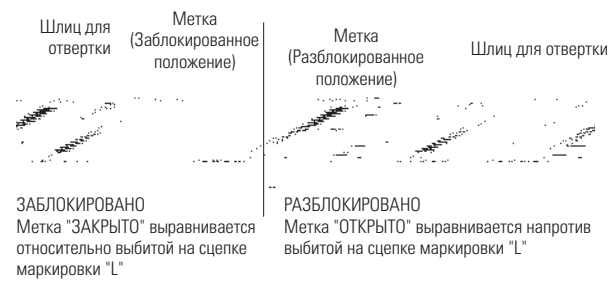 Шлиц для
отвертки
Метка
(Заблокированное
положение)
Метка
(Разблокированное
положение)
Шлиц для отвертки
ЗАБЛОКИРОВАНО
Метка "ЗАКРЫТО" выравнивается
относительно выбитой на сцепке
маркировки "L"
РАЗБЛОКИРОВАНО
Метка "ОТКРЫТО" выравнивается напротив
выбитой на сцепке маркировки "L"